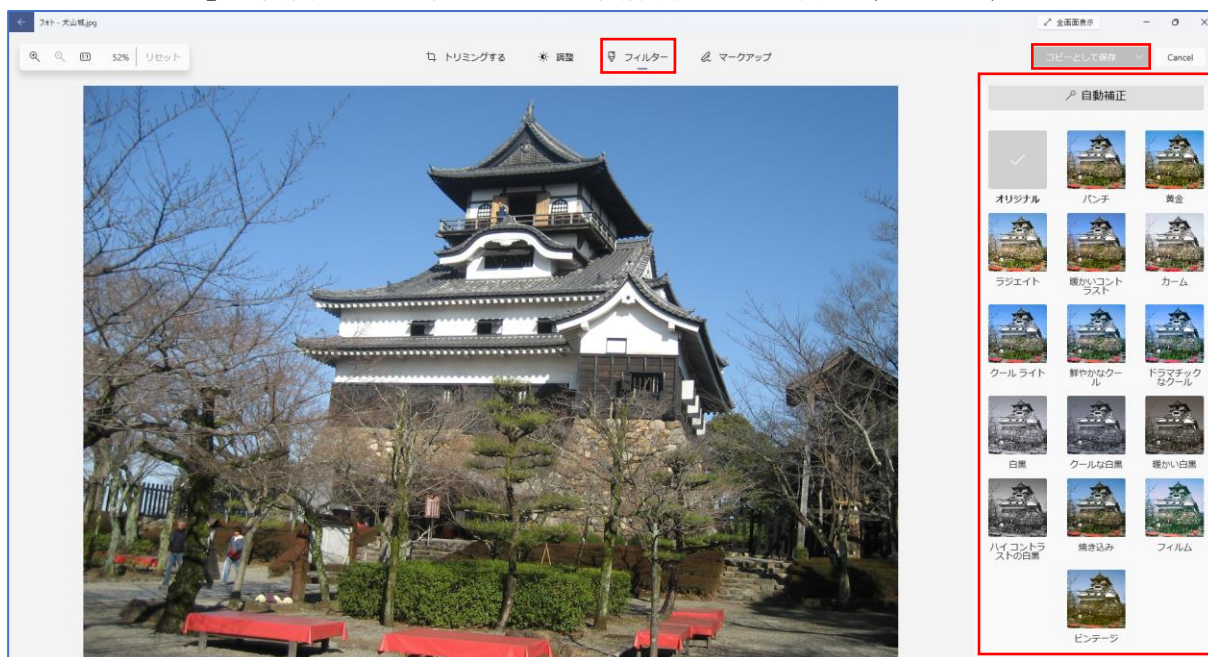 フォト - 犬山城.jpg
全画面表示
52%
リセット
トリミングする
調整
フィルター
マークアップ
コピーとして保存
Cancel
自動補正
オリジナル
パンチ
黄金
ラジエイト
暖かいコント
ラスト
カーム
クール ライト
鮮やかなクー
ル
ドラマチック
なクール
白黒
クールな白黒
暖かい白黒
ハイ コントラ
ストの白黒
焼き込み
フィルム
ビンテージ